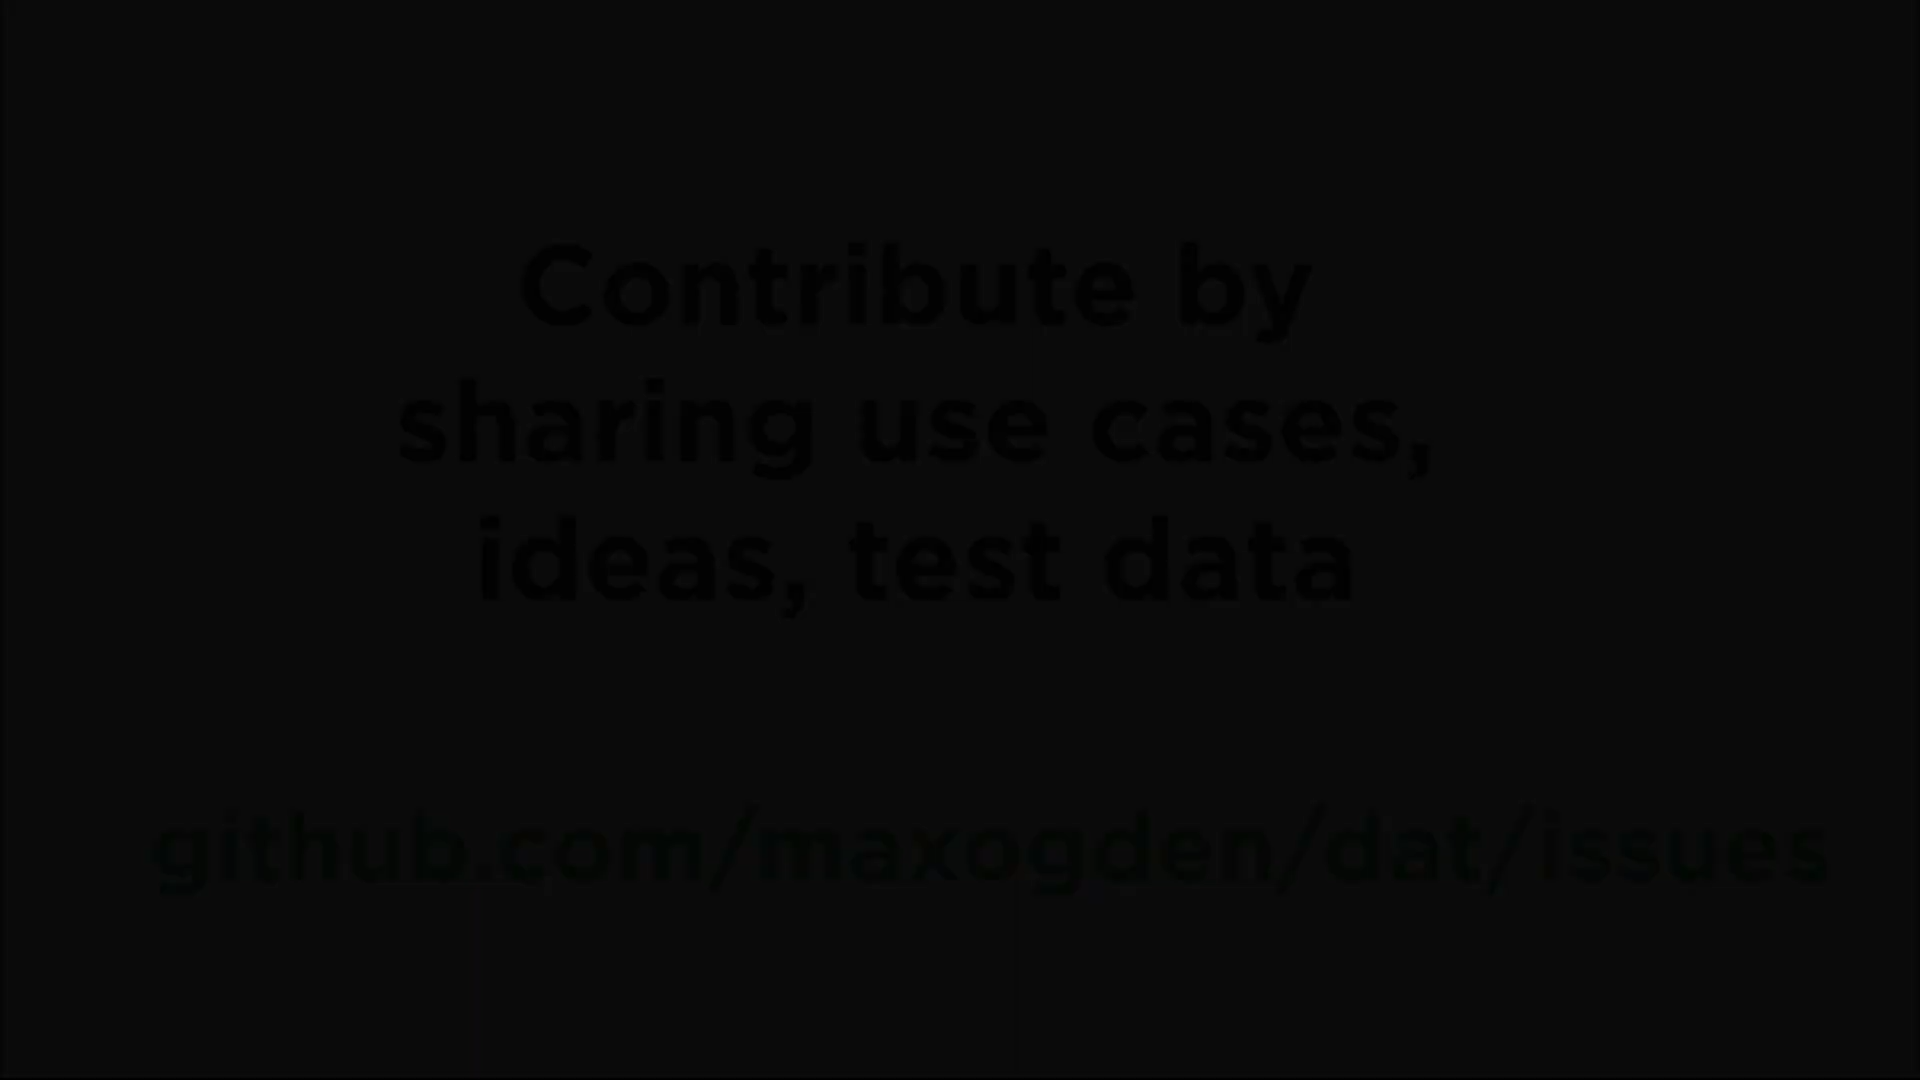 Contribute by
sharing use cases,
ideas, test data
github.com/maxogden/dat/issues